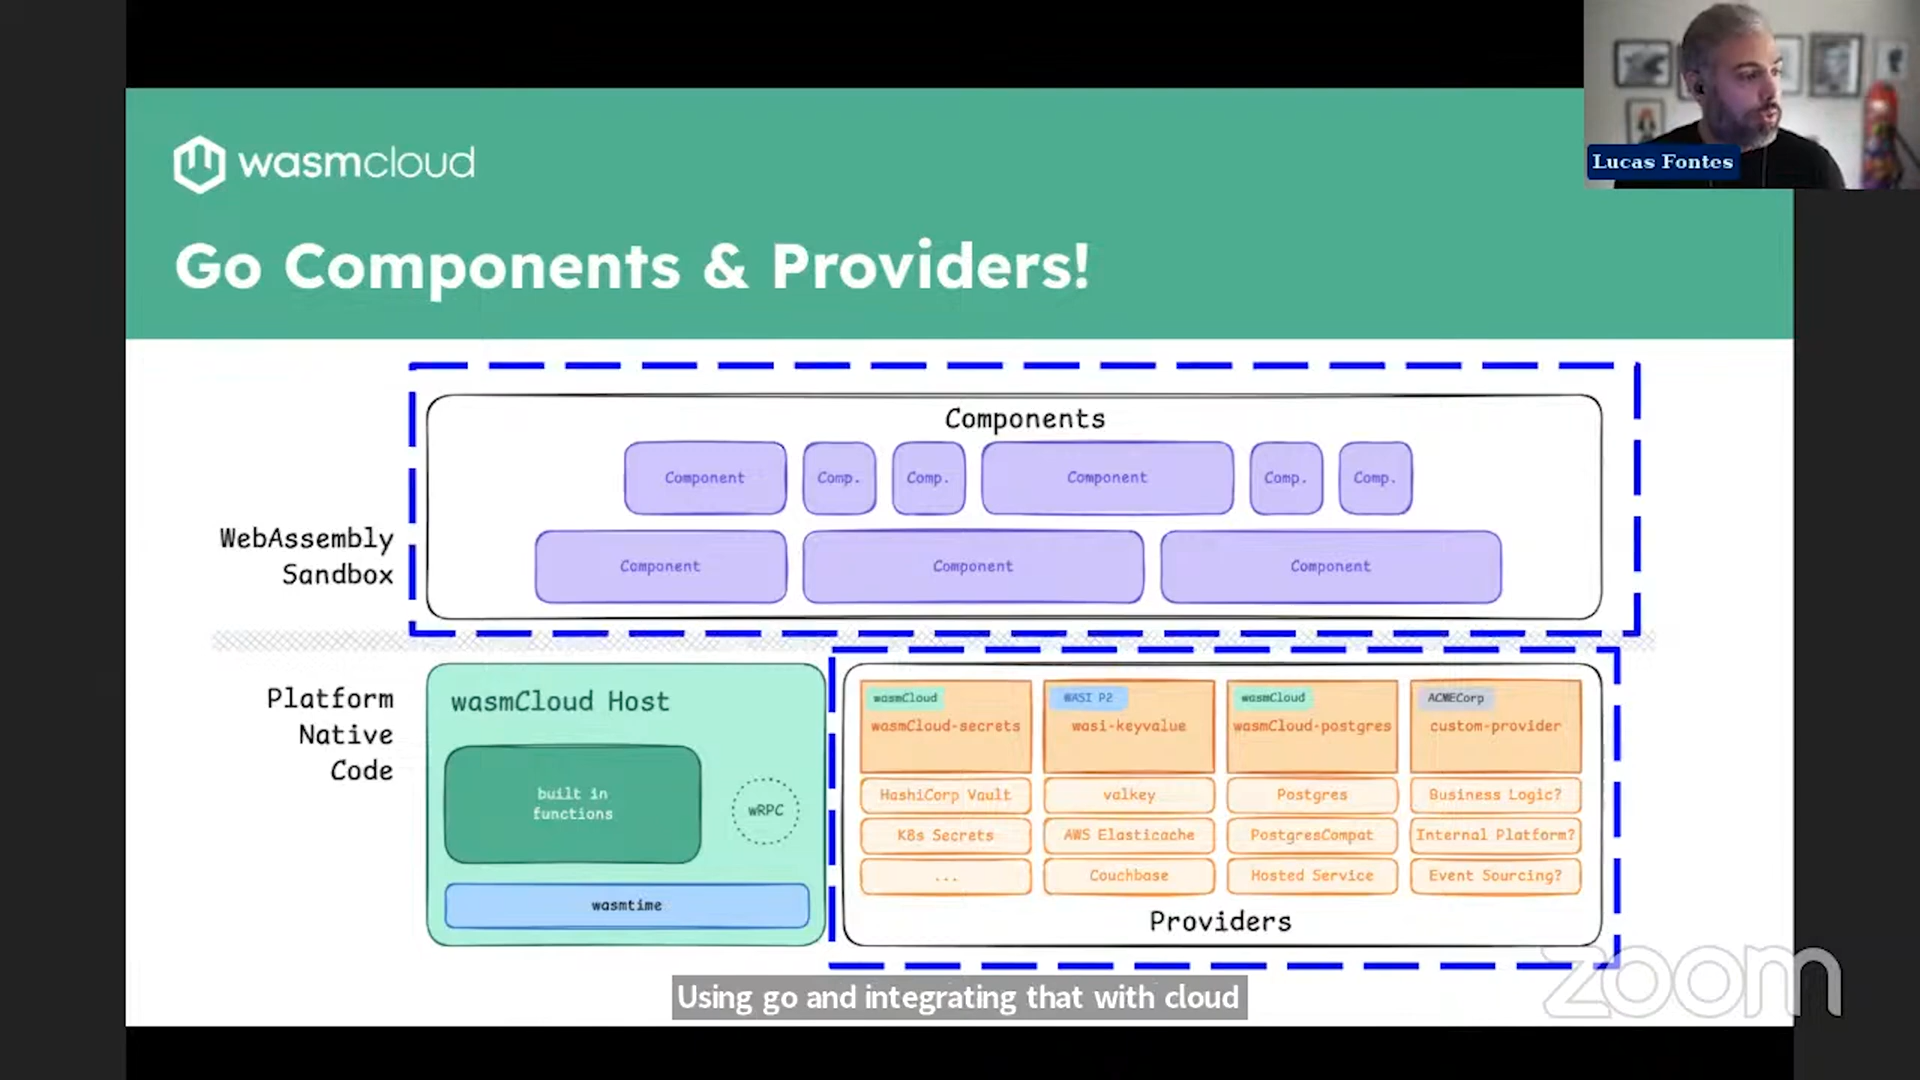 wasmcloud
Lucas Fontes
Go Components & Providers!
Components
Component
Comp.
Comp.
Component
Comp.
Comp.
WebAssembly
Sandbox
Component
Component
Component
Platform
Native
Code
wasmCloud Host
built in
functions
wRPC
wasmtime
wasmCloud
wasmCloud-secrets
HashiCorp Vault
K8s Secrets
...
WASI P2
wasi-keyvalue
valkey
AWS Elasticache
Couchbase
wasmCloud
wasmCloud-postgres
Postgres
PostgresCompat
Hosted Service
ACMECorp
custom-provider
Business Logic?
Internal Platform?
Event Sourcing?
Providers
Using go and integrating that with cloud
zoom